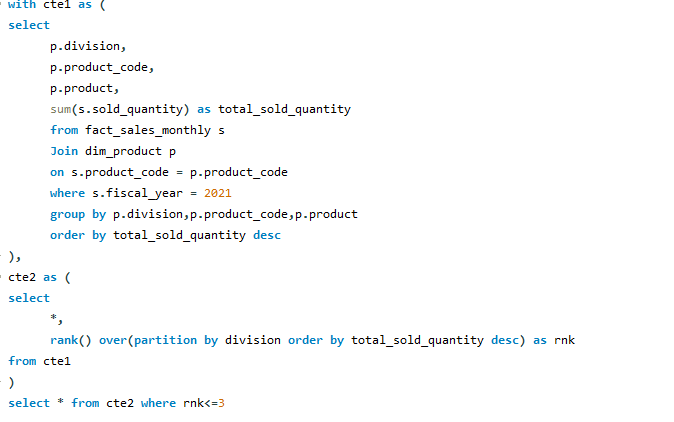 with cte1 as (
select
p.division,
p.product_code,
p.product,
sum(s.sold_quantity) as total_sold_quantity
from fact_sales_monthly s
Join dim_product p
on s.product_code = p.product_code
where s.fiscal_year = 2021
group by p.division,p.product_code,p.product
order by total_sold_quantity desc
),
cte2 as (
select
*,
rank() over(partition by division order by total_sold_quantity desc) as rnk
from cte1
)
select * from cte2 where rnk<=3